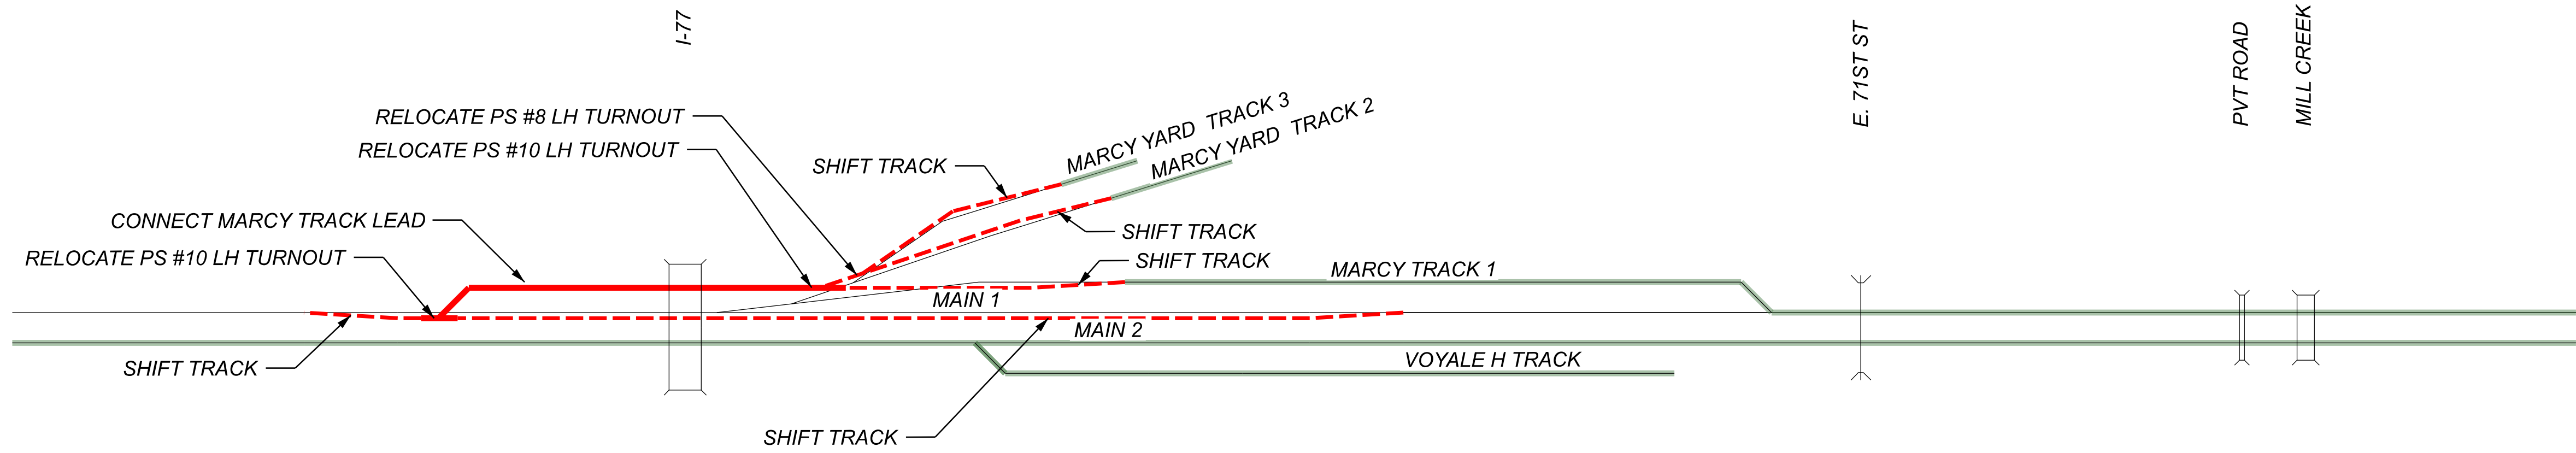 I-77
E. 71ST ST
PVT ROAD
MILL CREEK
RELOCATE PS #8 LH TURNOUT
RELOCATE PS #10 LH TURNOUT
SHIFT TRACK
MARCY YARD TRACK 3
MARCY YARD TRACK 2
CONNECT MARCY TRACK LEAD
SHIFT TRACK
RELOCATE PS #10 LH TURNOUT
SHIFT TRACK
MARCY TRACK 1
MAIN 1
MAIN 2
SHIFT TRACK
VOYALE H TRACK
SHIFT TRACK